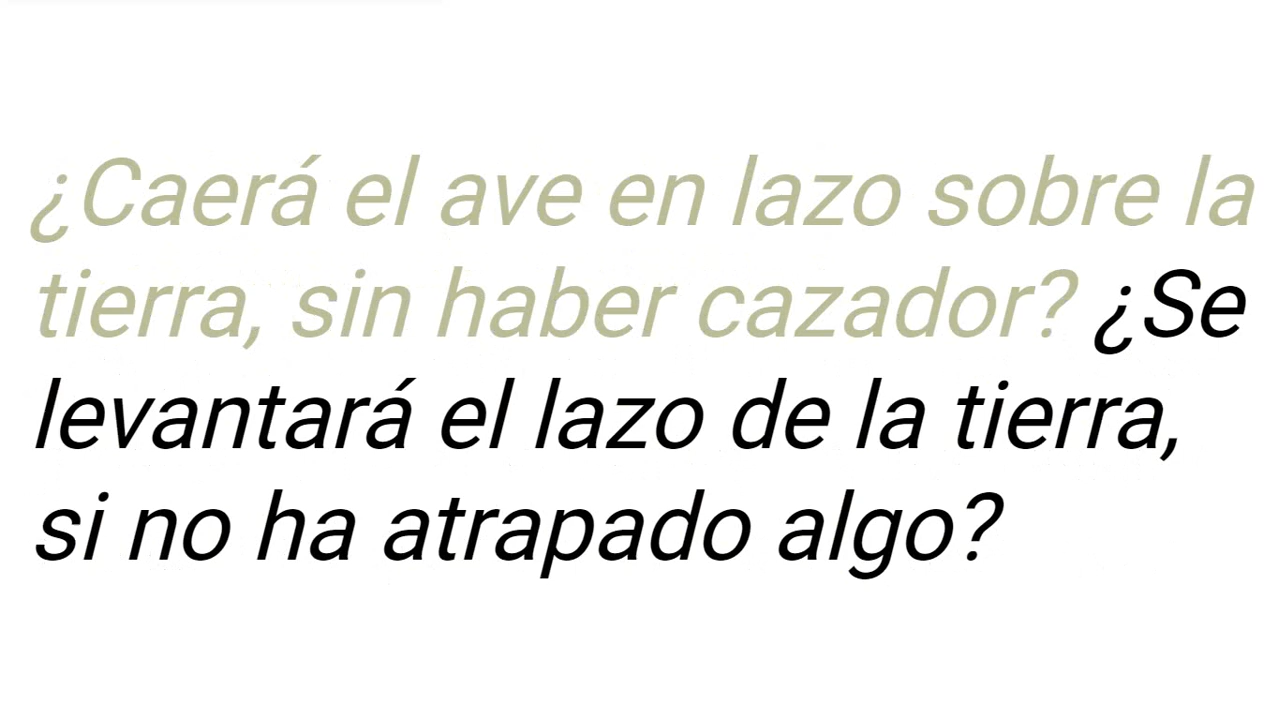 ¿Caerá el ave en lazo sobre la
tierra, sin haber cazador? ¿Se
levantará el lazo de la tierra,
si no ha atrapado algo?